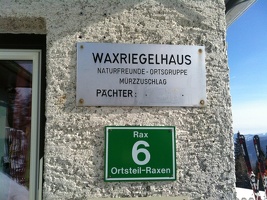 WAXRIEGELHAUS
NATURFREUNDE - ORTSGRUPPE
MÜRZZUSCHLAG
PÄCHTER:
Rax
6
Ortsteil-Raxen